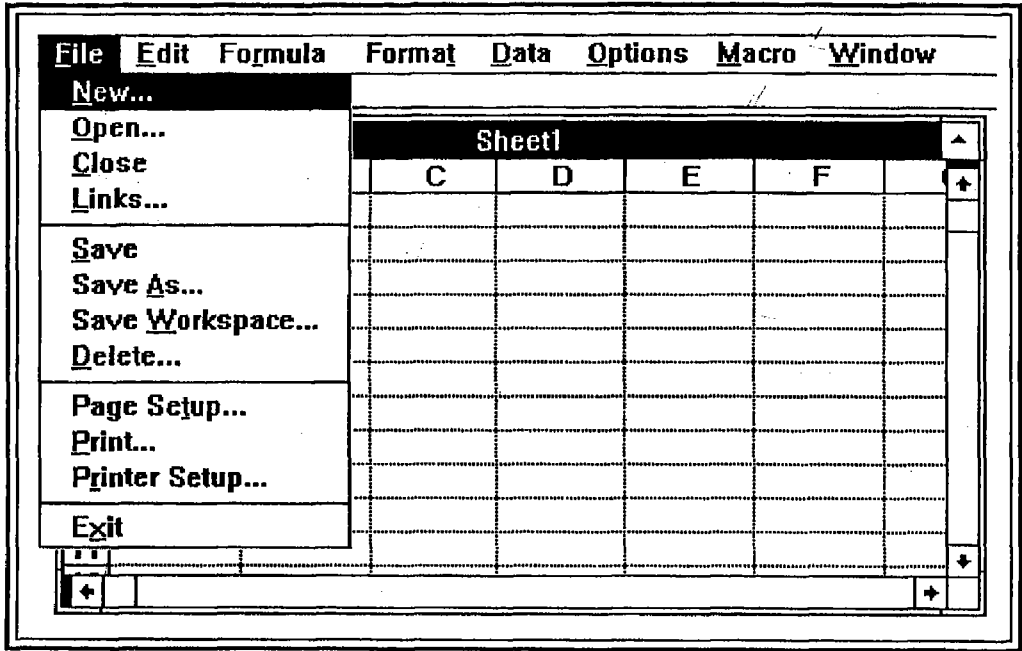 File Edit Formula Format Data Options Macro Window
New...
Open...
Close
Links...
Save
Save As...
Save Workspace...
Delete...
Page Setup...
Print...
Printer Setup...
Exit
Sheet1
C D E F